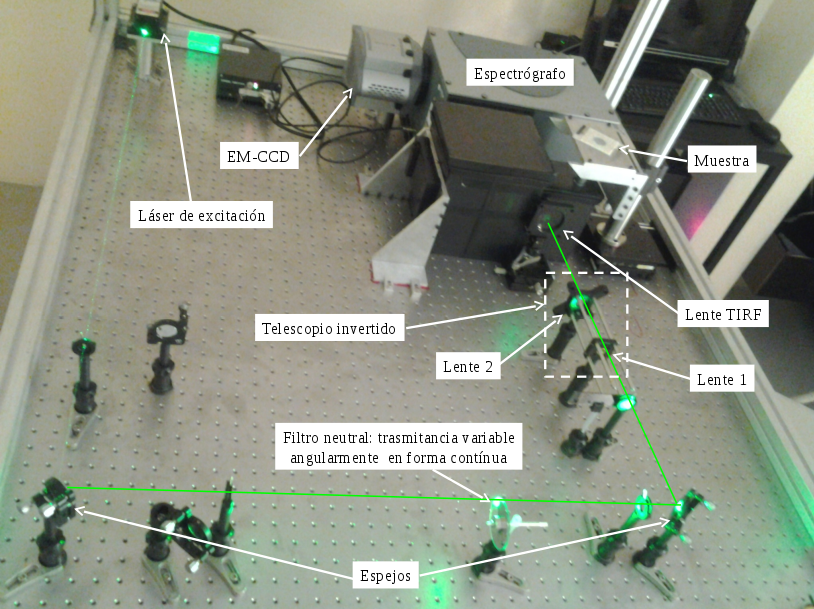 Espectrógrafo
EM-CCD
Muestra
Láser de excitación
Lente TIRF
Telescopio invertido
Lente 2
Lente 1
Filtro neutral: trasmitancia variable
angularmente en forma contínua
Espejos